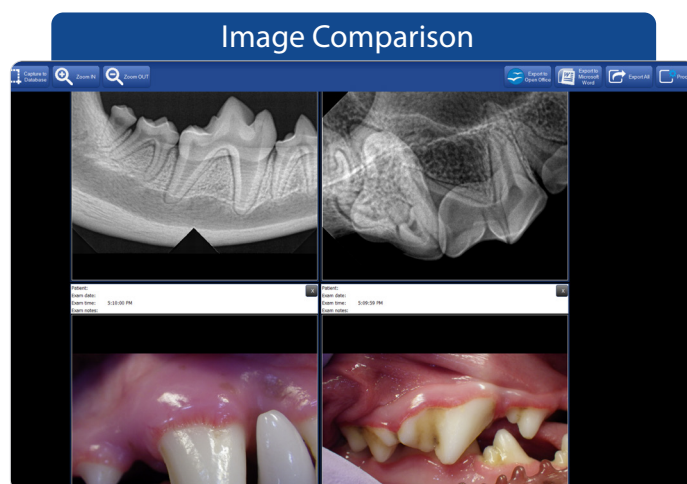 Image Comparison
Capture to
Database
Zoom IN
Zoom OUT
Export to
Open Office
Export to
Microsoft
Word
Export All
Patient:
Exam date:
Exam time: 5:10:00 PM
Exam notes:
x
Patient:
Exam date:
Exam time: 5:09:59 PM
Exam notes:
x